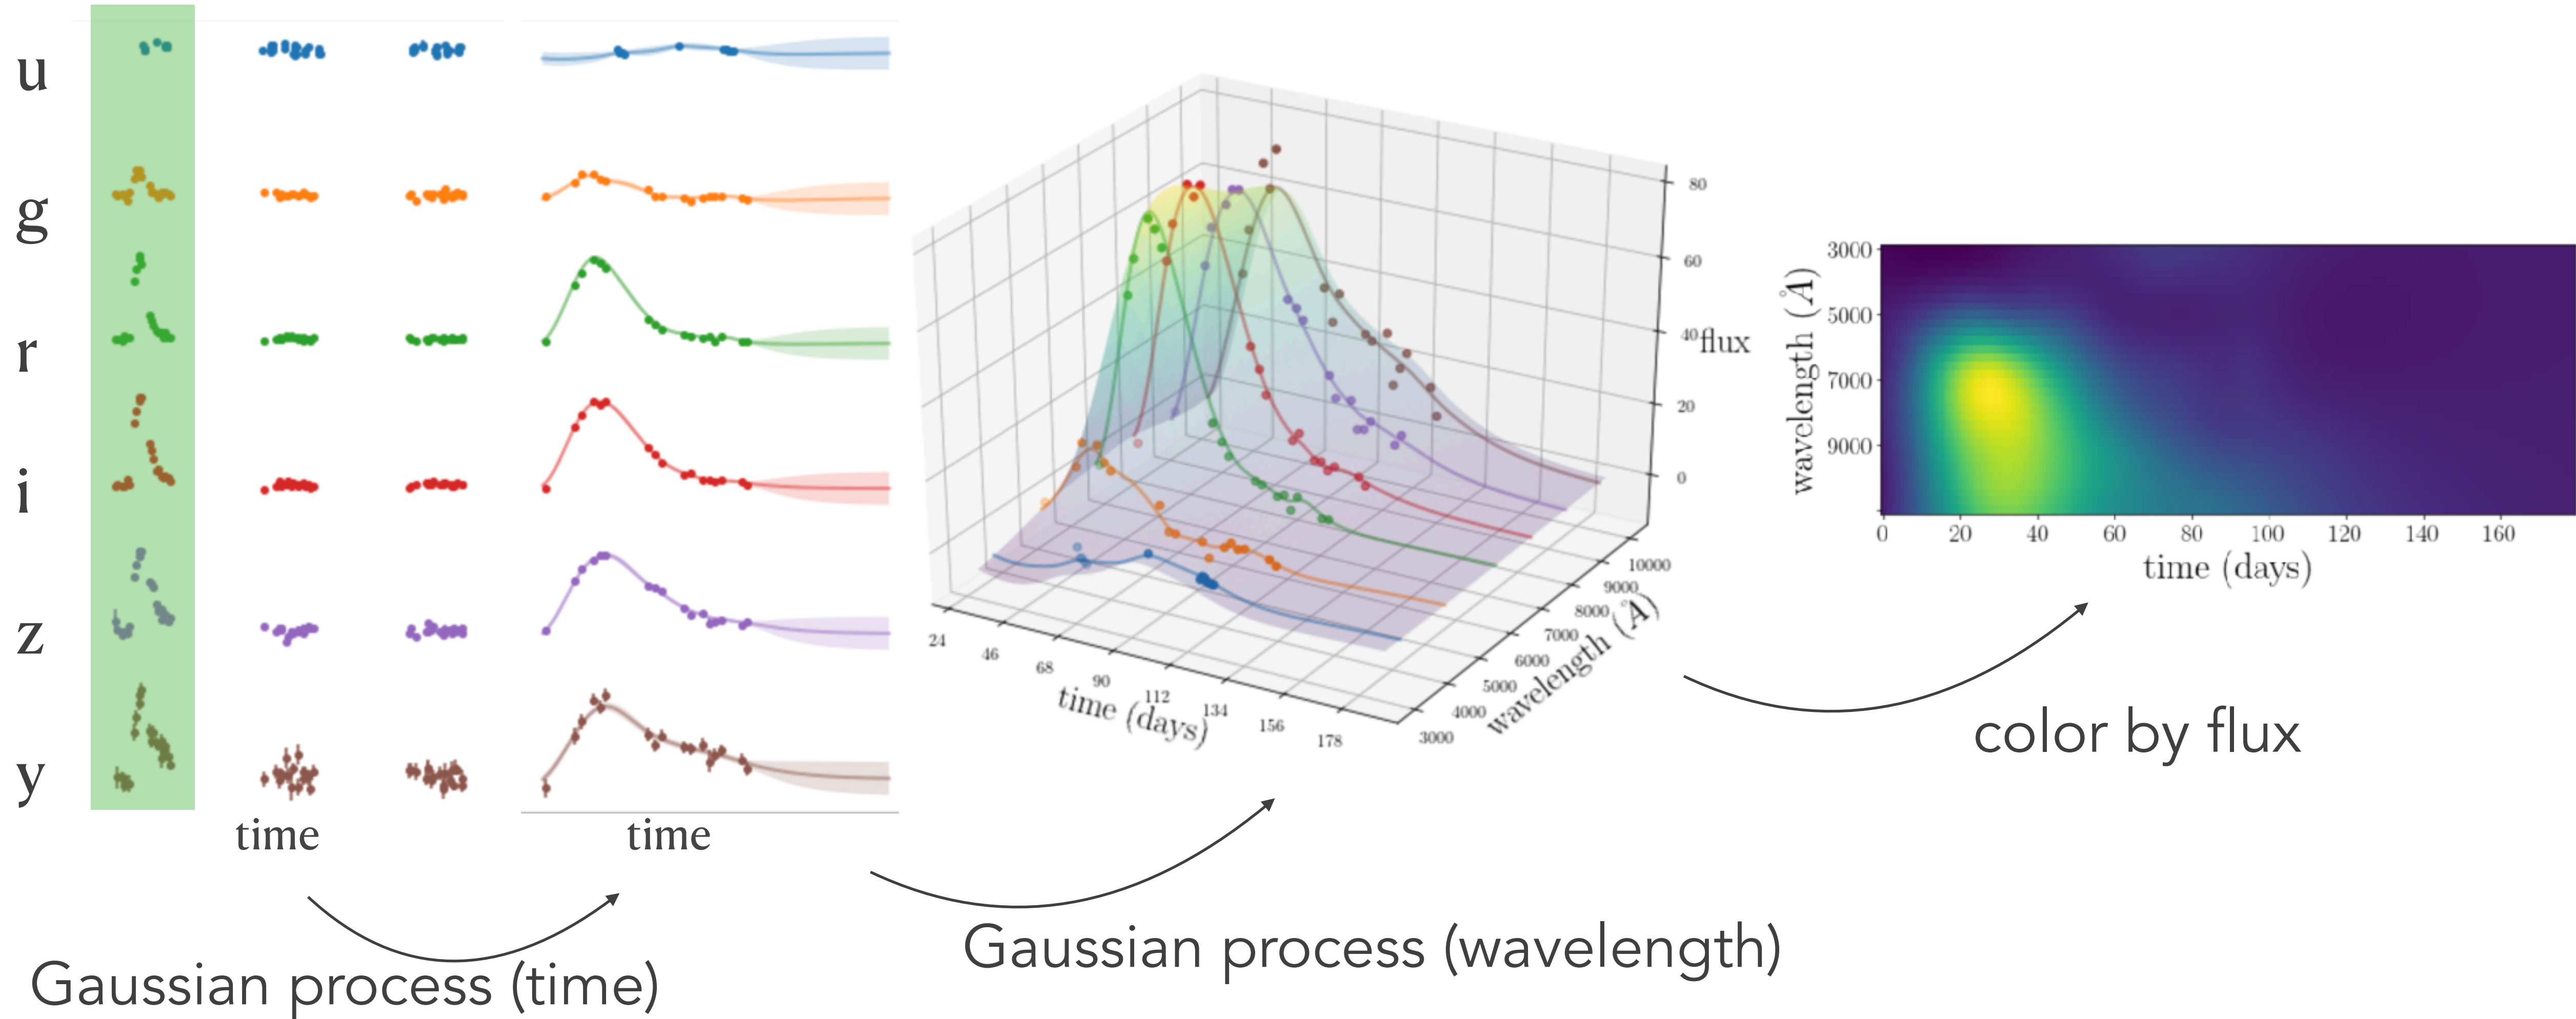 u
g
r
i
z
y
time
time
Gaussian process (time)
80
60
40
20
0
flux
24
46
68
90
112
134
156
178
time (days)
3000
4000
5000
6000
7000
8000
9000
10000
wavelength (Å)
Gaussian process (wavelength)
3000
5000
7000
9000
wavelength (Å)
0
20
40
60
80
100
120
140
160
time (days)
color by flux